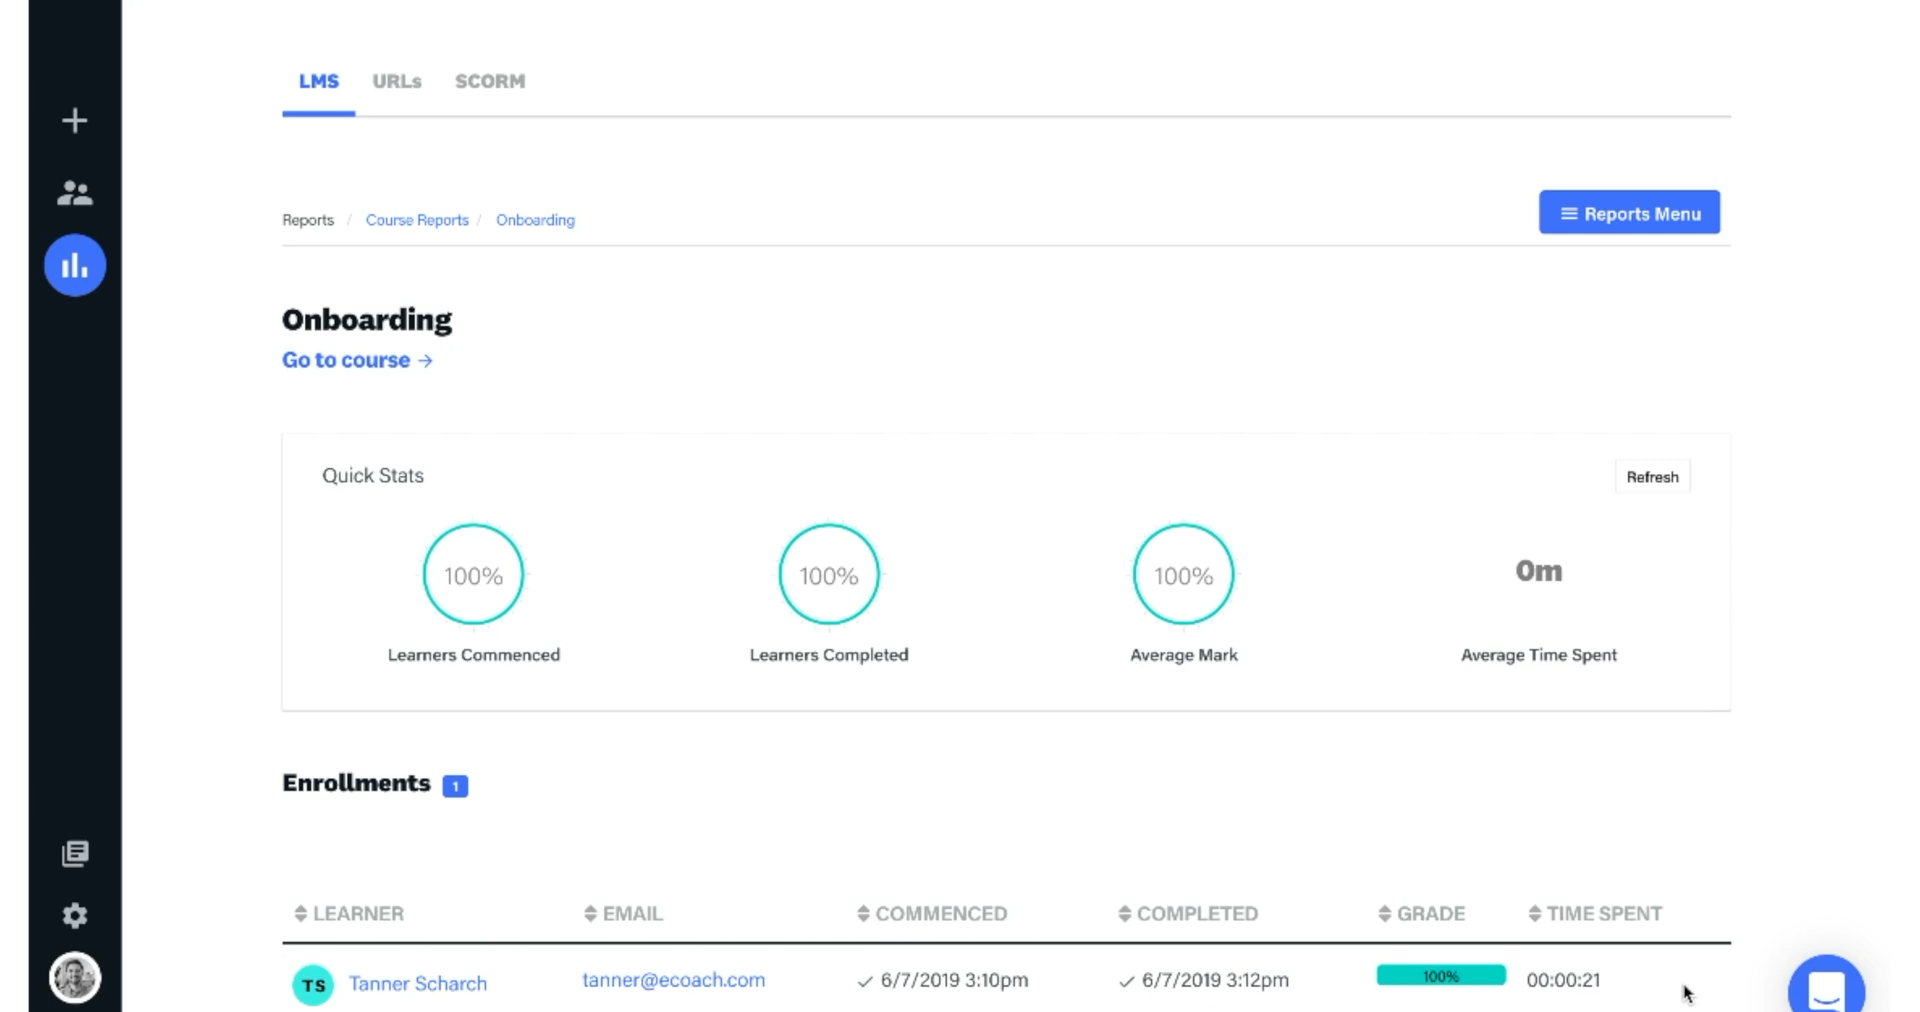 LMS URLs SCORM
Reports / Course Reports / Onboarding
Reports Menu
Onboarding
Go to course →
Quick Stats
Refresh
100% 100% 100% 0m
Learners Commenced Learners Completed Average Mark Average Time Spent
Enrollments 1
LEARNER EMAIL COMMENCED COMPLETED GRADE TIME SPENT
TS Tanner Scharch tanner@ecoach.com ✓ 6/7/2019 3:10pm ✓ 6/7/2019 3:12pm 100% 00:00:21